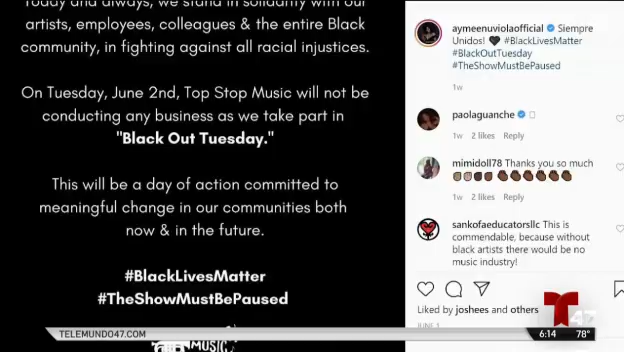 Today and always, we stand in solidarity with our
artists, employees, colleagues & the entire Black
community, in fighting against all racial injustices.
On Tuesday, June 2nd, Top Stop Music will not be
conducting any business as we take part in
"Black Out Tuesday."
This will be a day of action committed to
meaningful change in our communities both
now & in the future.
#BlackLivesMatter
#TheShowMustBePaused
MUSIC
aymeenuviolaofficial Siempre
Unidos! 🖤 #BlackLivesMatter
#BlackOutTuesday
#TheShowMustBePaused
1w
paolaguanche
1w 2 likes Reply
mimidoll78 Thanks you so much
1w 2 likes Reply
sankofaeducatorsllc This is
commendable, because without
black artists there would be no
music industry!
Liked by joshees and others
JUNE 1
TELEMUNDO47.COM
47
6:14 78°